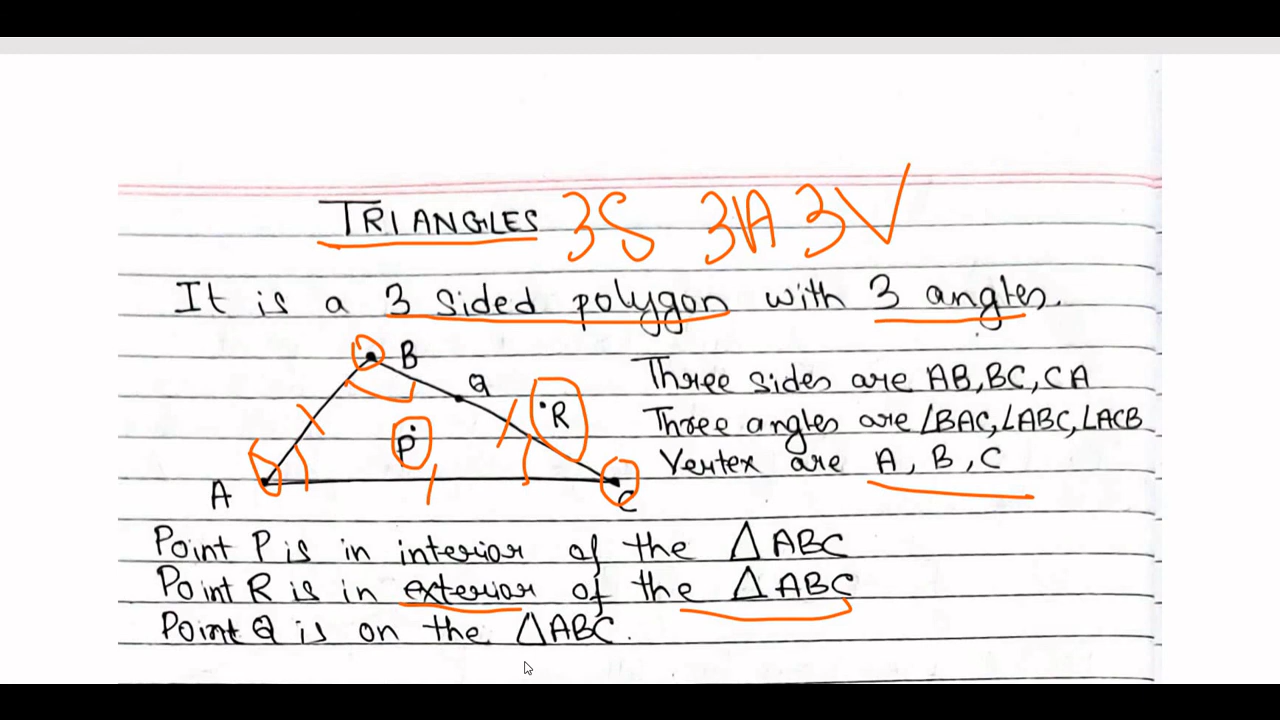 TRIANGLES 3S 3A 3V
It is a 3 sided polygon with 3 angles.
B
Q
R
P
A
C
Three sides are AB, BC, CA
Three angles are ∠BAC, ∠ABC, ∠ACB
Vertex are A, B, C
Point P is in interior of the △ABC
Point R is in exterior of the △ABC
Point Q is on the △ABC.